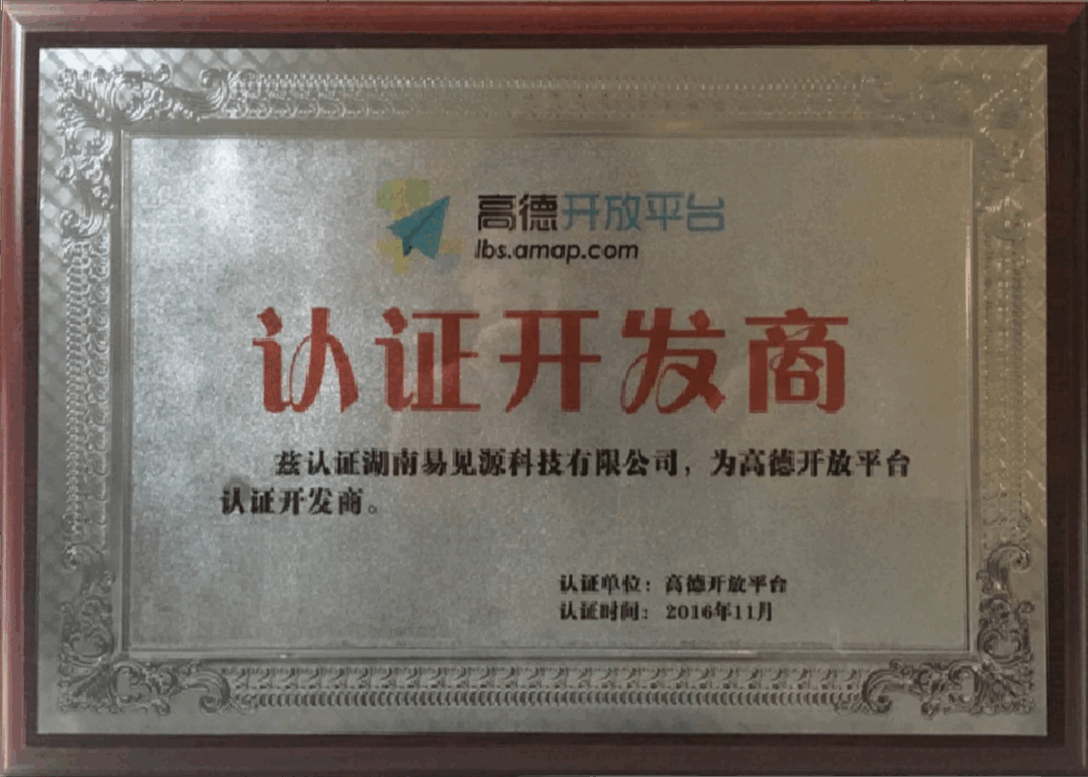 高德开放平台
lbs.amap.com
认证开发商
兹认证湖南易见源科技有限公司，为高德开放平台
认证开发商。
认证单位：高德开放平台
认证时间：2016年11月